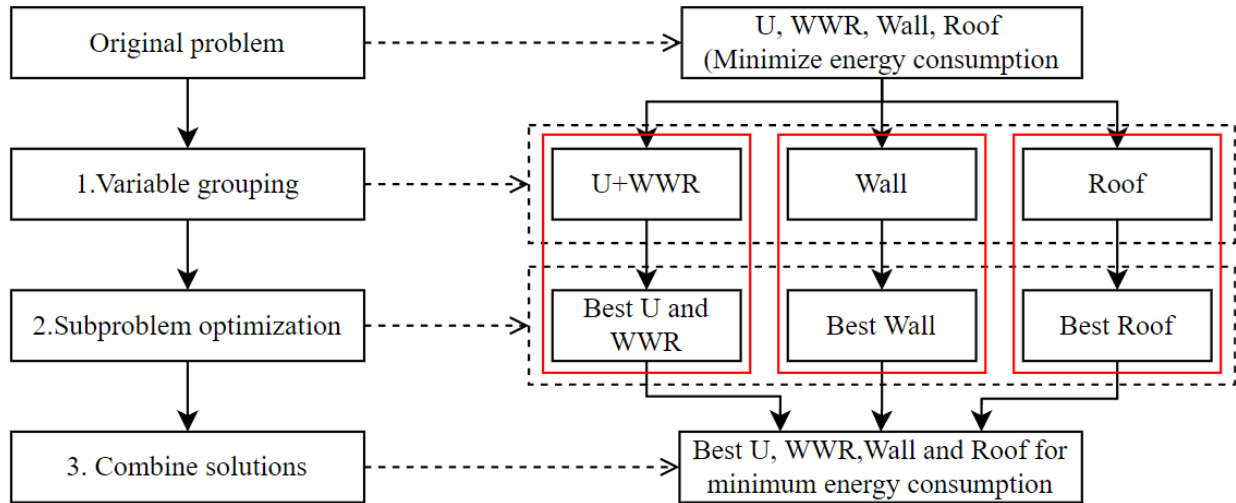 Original problem
U, WWR, Wall, Roof
(Minimize energy consumption
1.Variable grouping
U+WWR
Wall
Roof
2.Subproblem optimization
Best U and
WWR
Best Wall
Best Roof
3. Combine solutions
Best U, WWR,Wall and Roof for
minimum energy consumption